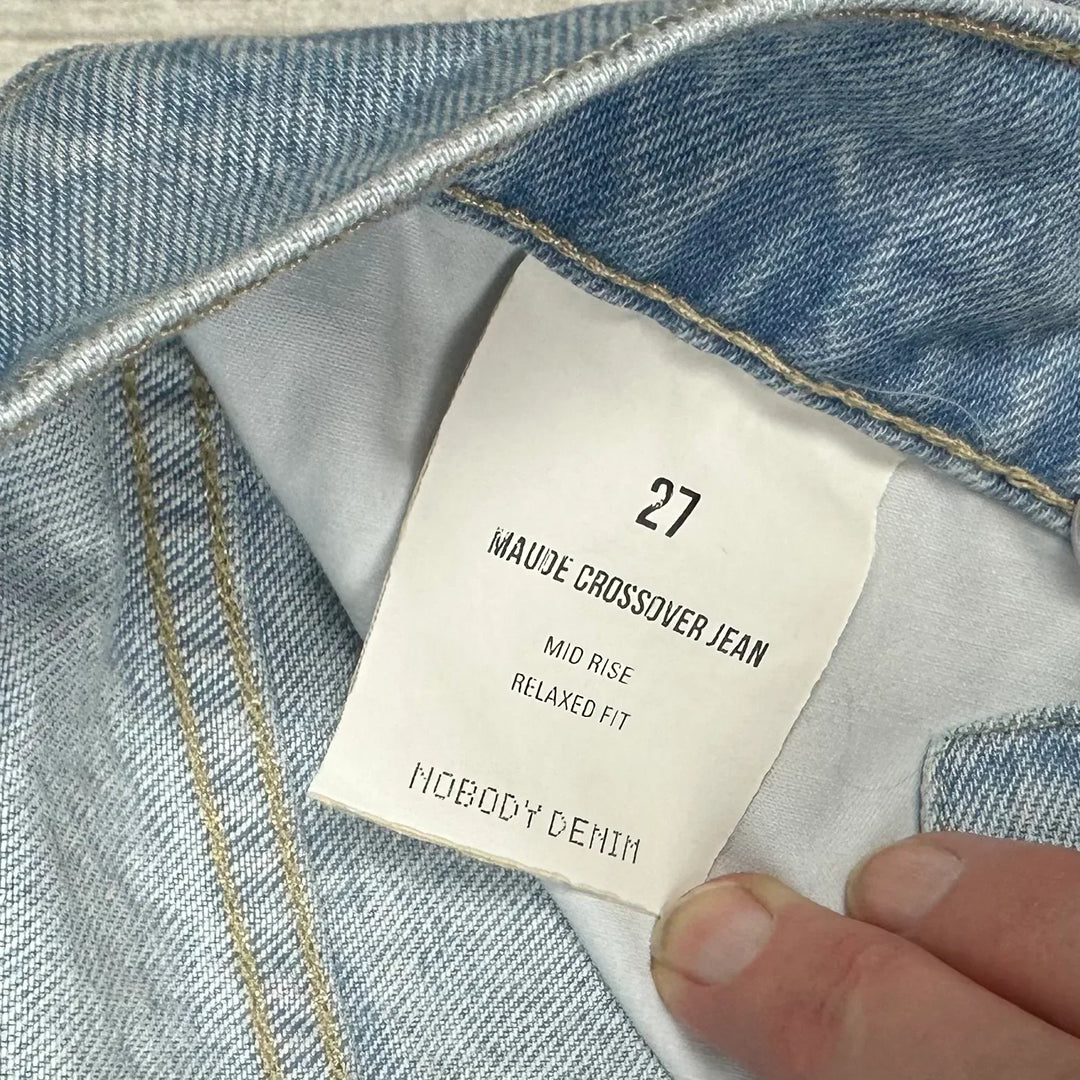 27
MAUDE CROSSOVER JEAN
MID RISE
RELAXED FIT
NOBODY DENIM